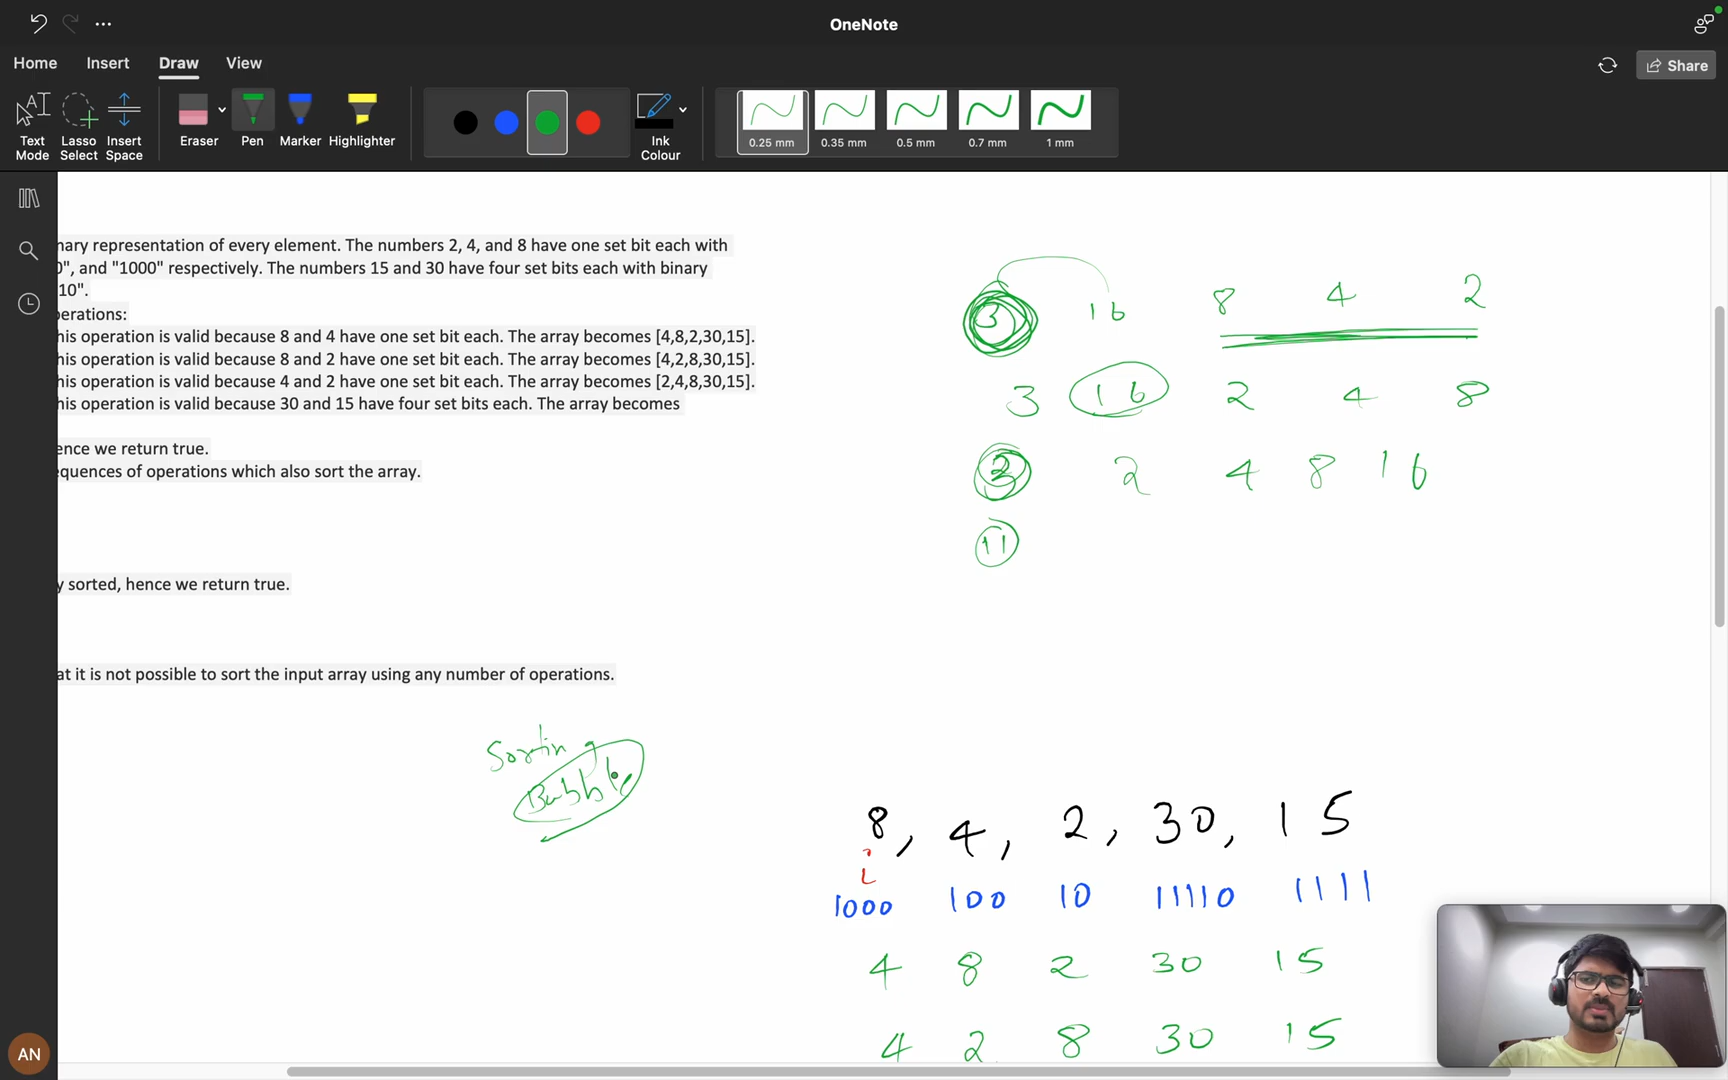 OneNote
Home Insert Draw View
Share
Text Mode
Lasso Select
Insert Space
Eraser
Pen
Marker
Highlighter
Ink Colour
0.25 mm 0.35 mm 0.5 mm 0.7 mm 1 mm
nary representation of every element. The numbers 2, 4, and 8 have one set bit each with
0", and "1000" respectively. The numbers 15 and 30 have four set bits each with binary
10".
perations:
his operation is valid because 8 and 4 have one set bit each. The array becomes [4,8,2,30,15].
his operation is valid because 8 and 2 have one set bit each. The array becomes [4,2,8,30,15].
his operation is valid because 4 and 2 have one set bit each. The array becomes [2,4,8,30,15].
his operation is valid because 30 and 15 have four set bits each. The array becomes
ence we return true.
equences of operations which also sort the array.
y sorted, hence we return true.
at it is not possible to sort the input array using any number of operations.
3 16 8 4 2
3 16 2 4 8
3 2 4 8 16
11
Sorting
Bubble
8, 4, 2, 30, 15
i
1000 100 10 11110 1111
4 8 2 30 15
4 2 8 30 15
AN